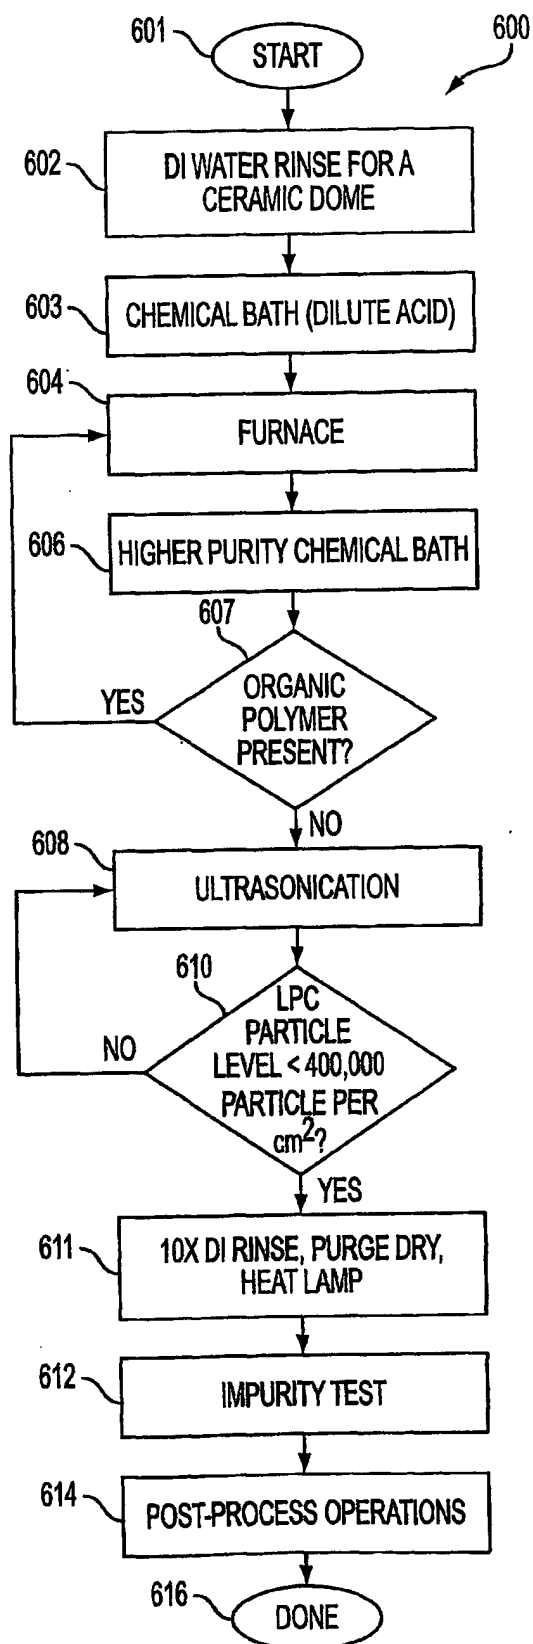 601
START
600
602
DI WATER RINSE FOR A
CERAMIC DOME
603
CHEMICAL BATH (DILUTE ACID)
604
FURNACE
606
HIGHER PURITY CHEMICAL BATH
607
ORGANIC
POLYMER
PRESENT?
YES
NO
608
ULTRASONICATION
610
LPC
PARTICLE
LEVEL < 400,000
PARTICLE PER
cm²?
NO
YES
611
10X DI RINSE, PURGE DRY,
HEAT LAMP
612
IMPURITY TEST
614
POST-PROCESS OPERATIONS
616
DONE